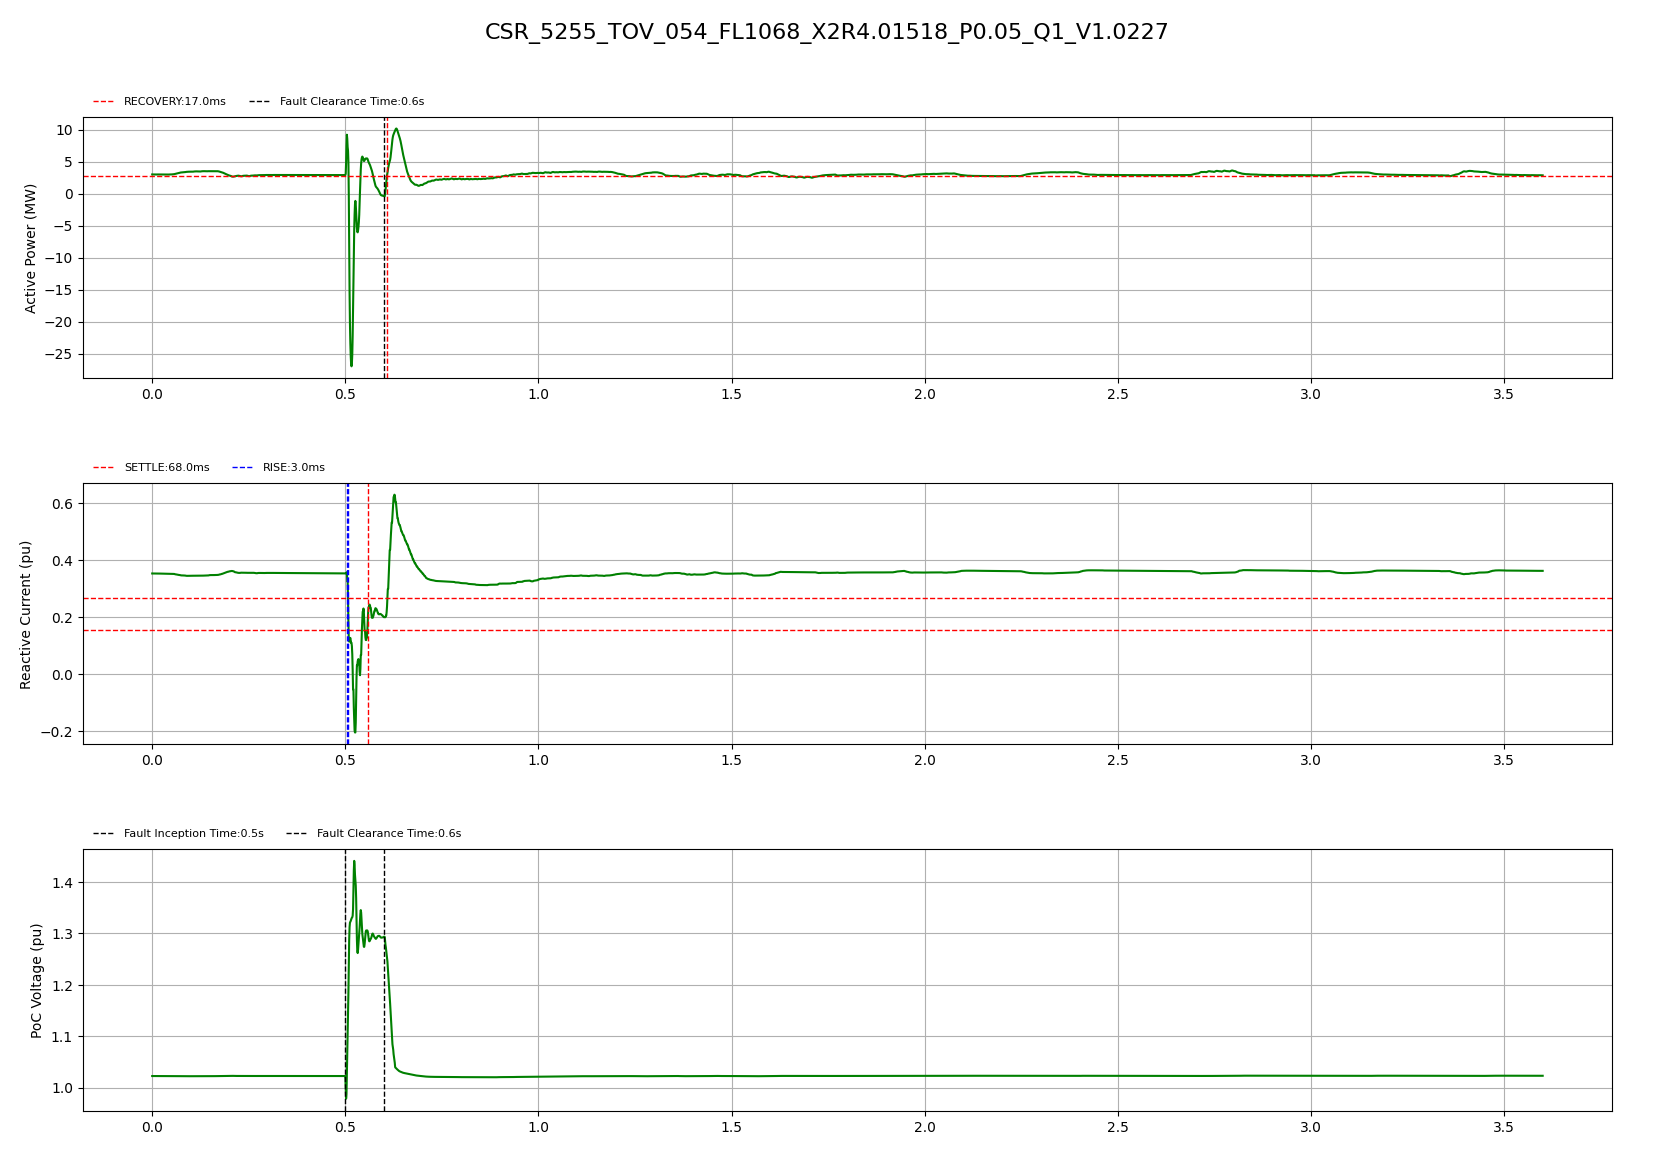 CSR_5255_TOV_054_FL1068_X2R4.01518_P0.05_Q1_V1.0227
RECOVERY:17.0ms Fault Clearance Time:0.6s
Active Power (MW)
10
5
0
−5
−10
−15
−20
−25
0.0 0.5 1.0 1.5 2.0 2.5 3.0 3.5
SETTLE:68.0ms RISE:3.0ms
Reactive Current (pu)
0.6
0.4
0.2
0.0
−0.2
0.0 0.5 1.0 1.5 2.0 2.5 3.0 3.5
Fault Inception Time:0.5s Fault Clearance Time:0.6s
PoC Voltage (pu)
1.4
1.3
1.2
1.1
1.0
0.0 0.5 1.0 1.5 2.0 2.5 3.0 3.5